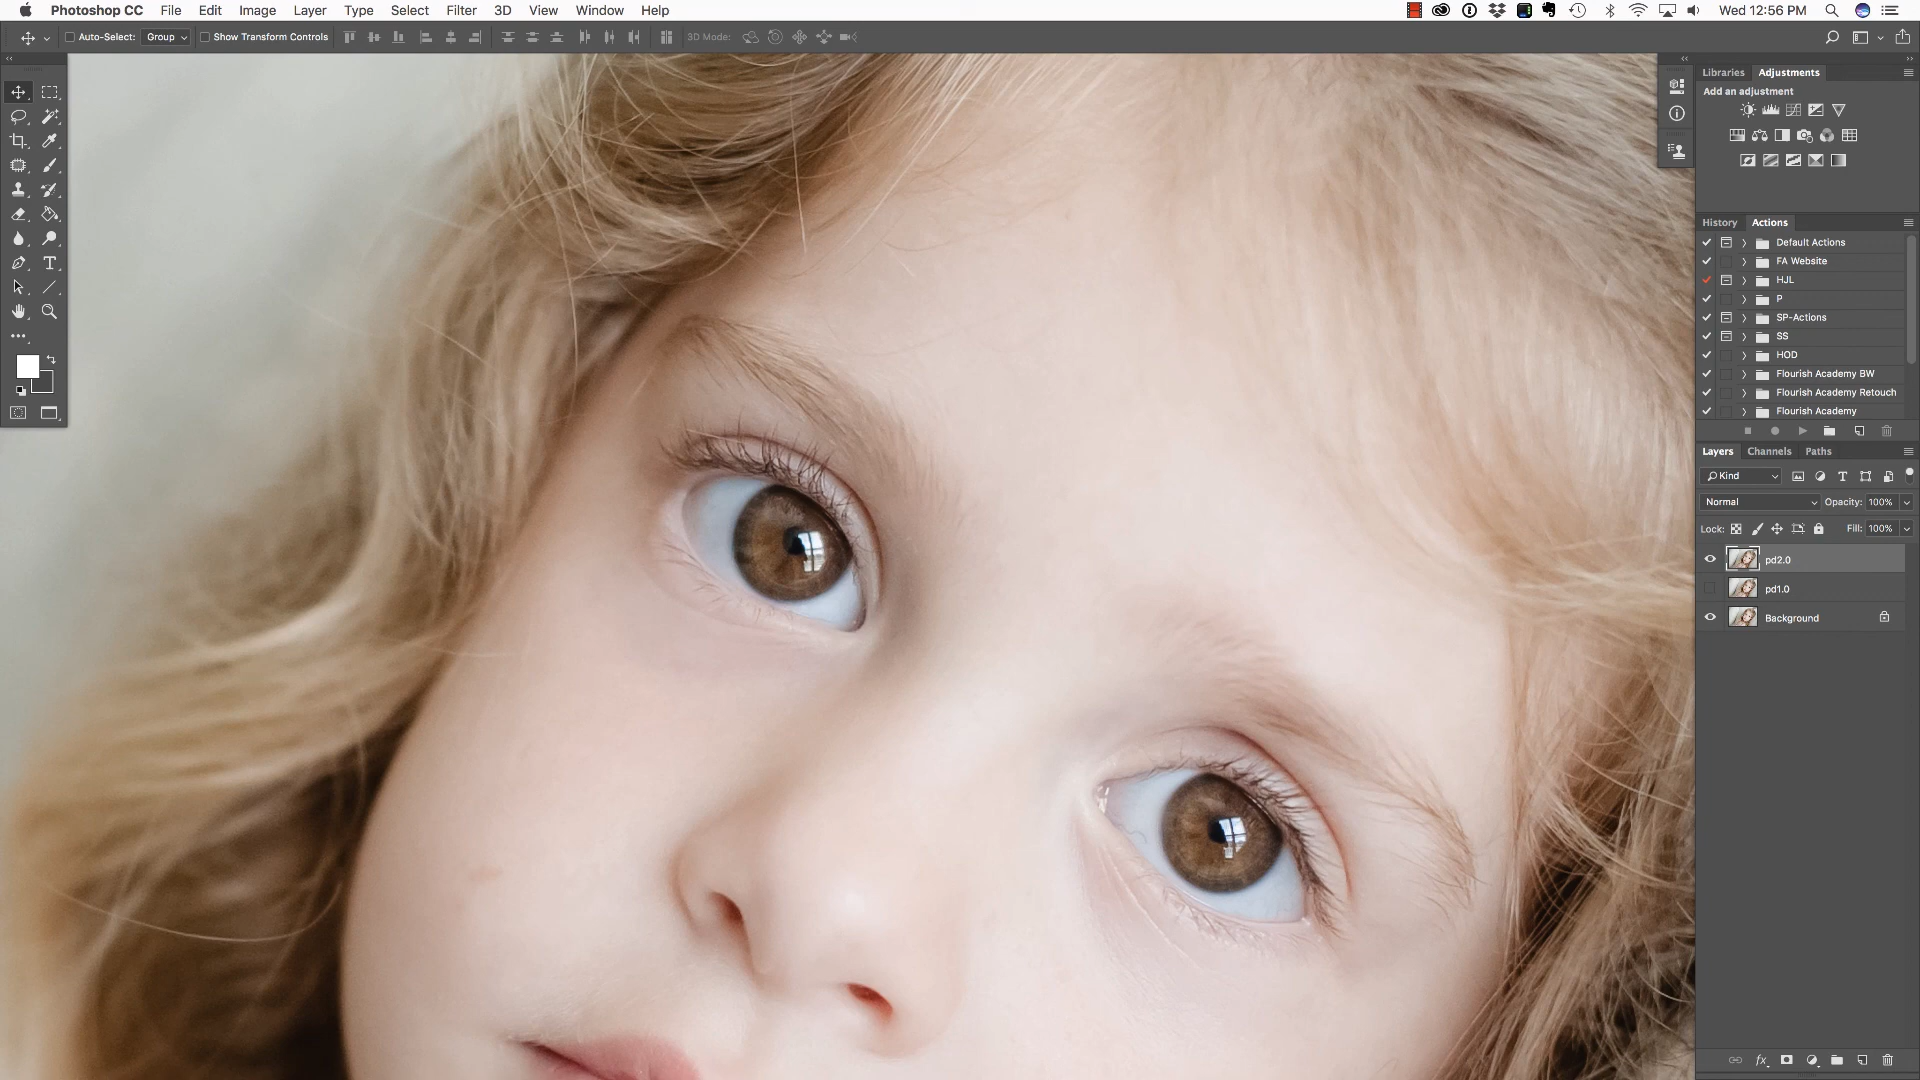 Photoshop CC File Edit Image Layer Type Select Filter 3D View Window Help Wed 12:56 PM
Auto-Select: Group Show Transform Controls 3D Mode:
Libraries Adjustments
Add an adjustment
History Actions
Default Actions
FA Website
HJL
P
SP-Actions
SS
HOD
Flourish Academy BW
Flourish Academy Retouch
Flourish Academy
Layers Channels Paths
Kind
Normal Opacity: 100%
Lock: Fill: 100%
pd2.0
pd1.0
Background
fx